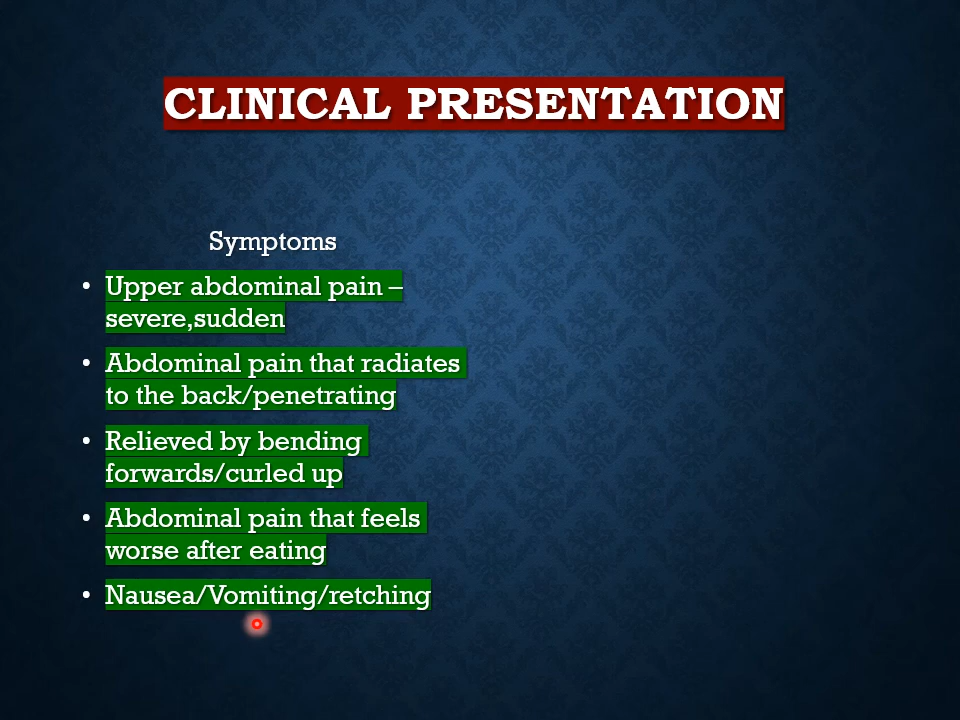 CLINICAL PRESENTATION
Symptoms
• Upper abdominal pain –
severe,sudden
• Abdominal pain that radiates
to the back/penetrating
• Relieved by bending
forwards/curled up
• Abdominal pain that feels
worse after eating
• Nausea/Vomiting/retching